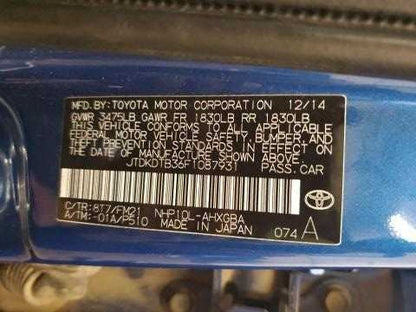 MFD. BY: TOYOTA MOTOR CORPORATION 12/14
GVWR 3475LB GAWR FR 1830LB RR 1830LB
THIS VEHICLE CONFORMS TO ALL APPLICABLE
FEDERAL MOTOR VEHICLE SAFETY, BUMPER, AND
THEFT PREVENTION STANDARDS IN EFFECT ON
THE DATE OF MANUFACTURE SHOWN ABOVE.
JTDKDTB36F1087931 PASS. CAR
C/TR: 8T7/FM21 NHP10L-AHXGBA
A/TM: -01A/P510 MADE IN JAPAN 074 A